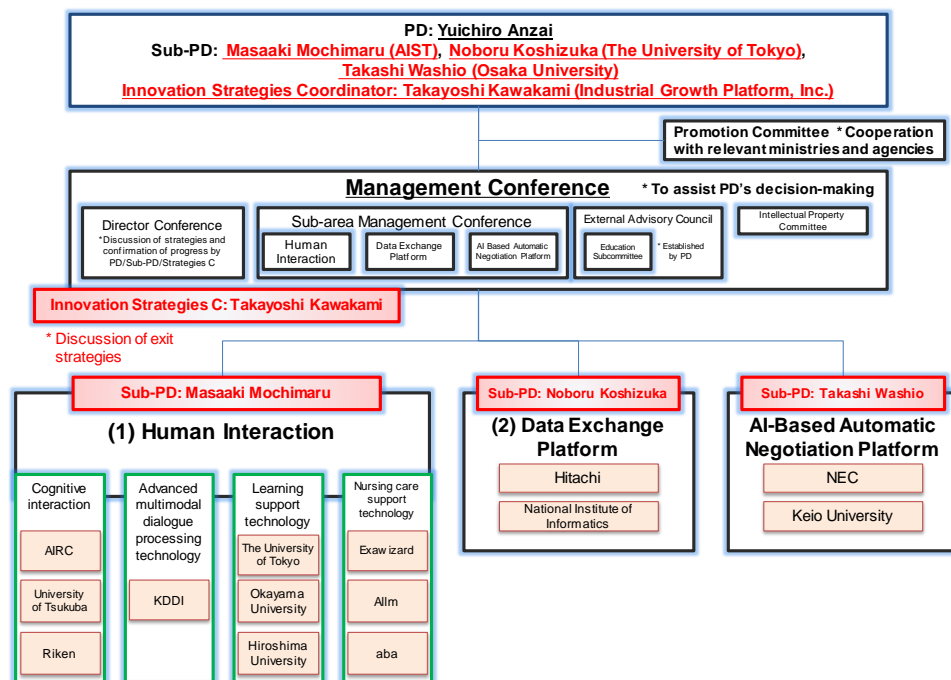 PD: Yuichiro Anzai
Sub-PD: Masaaki Mochimaru (AIST), Noboru Koshizuka (The University of Tokyo),
Takashi Washio (Osaka University)
Innovation Strategies Coordinator: Takayoshi Kawakami (Industrial Growth Platform, Inc.)
Promotion Committee * Cooperation
with relevant ministries and agencies
Management Conference * To assist PD's decision-making
Director Conference
*Discussion of strategies and
confirmation of progress by
PD/Sub-PD/Strategies C
Sub-area Management Conference
Human
Interaction
Data Exchange
Platform
AI Based Automatic
Negotiation Platform
External Advisory Council
Education
Subcommittee
* Established
by PD
Intellectual Property
Committee
Innovation Strategies C: Takayoshi Kawakami
* Discussion of exit
strategies
Sub-PD: Masaaki Mochimaru
(1) Human Interaction
Cognitive
interaction
AIRC
University
of Tsukuba
Riken
Advanced
multimodal
dialogue
processing
technology
KDDI
Learning
support
technology
The University
of Tokyo
Okayama
University
Hiroshima
University
Nursing care
support
technology
Exawizard
Allm
aba
Sub-PD: Noboru Koshizuka
(2) Data Exchange
Platform
Hitachi
National Institute of
Informatics
Sub-PD: Takashi Washio
AI-Based Automatic
Negotiation Platform
NEC
Keio University